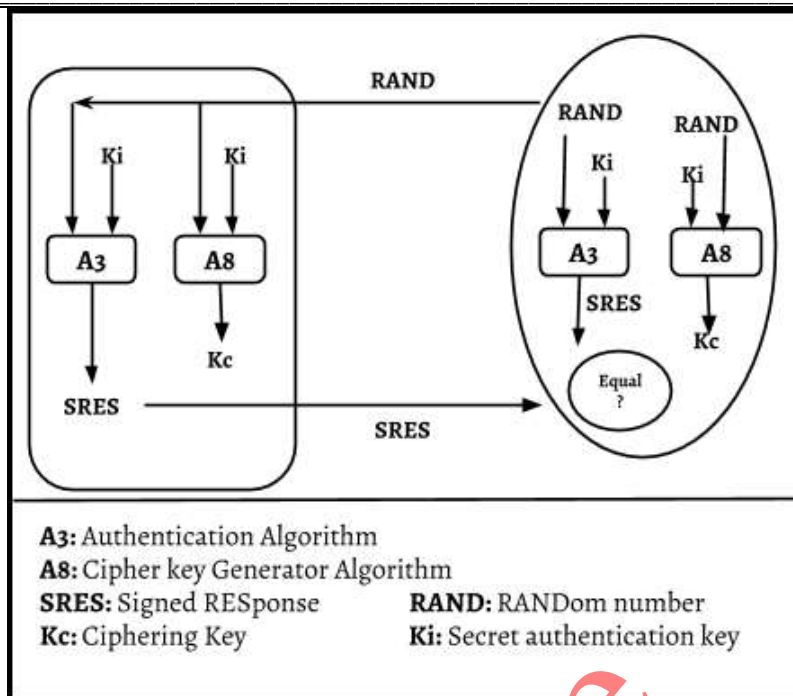 RAND
RAND
RAND
Ki
Ki
Ki
Ki
A3
A8
A3
A8
SRES
Kc
Kc
Equal
?
SRES
SRES
A3: Authentication Algorithm
A8: Cipher key Generator Algorithm
SRES: Signed RESponse RAND: RANDom number
Kc: Ciphering Key Ki: Secret authentication key